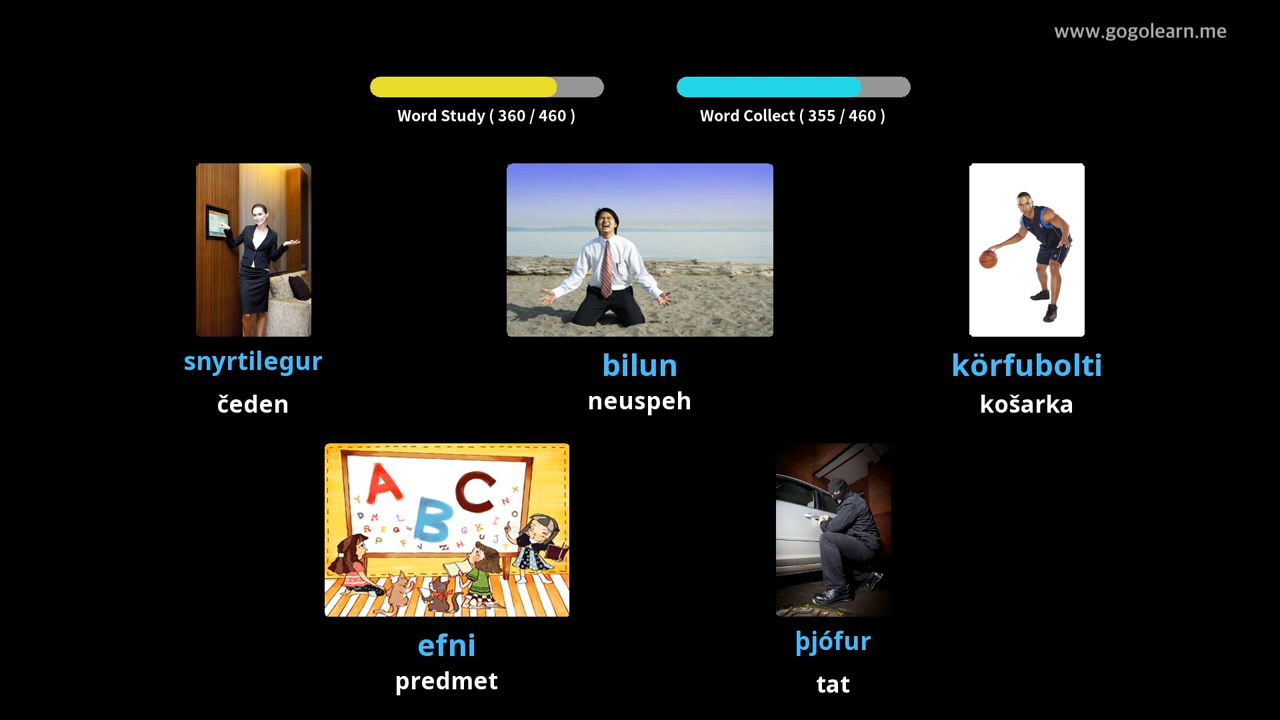 www.gogolearn.me
Word Study ( 360 / 460 )
Word Collect ( 355 / 460 )
snyrtilegur
čeden
bilun
neuspeh
körfubolti
košarka
A B C
efni
predmet
þjófur
tat